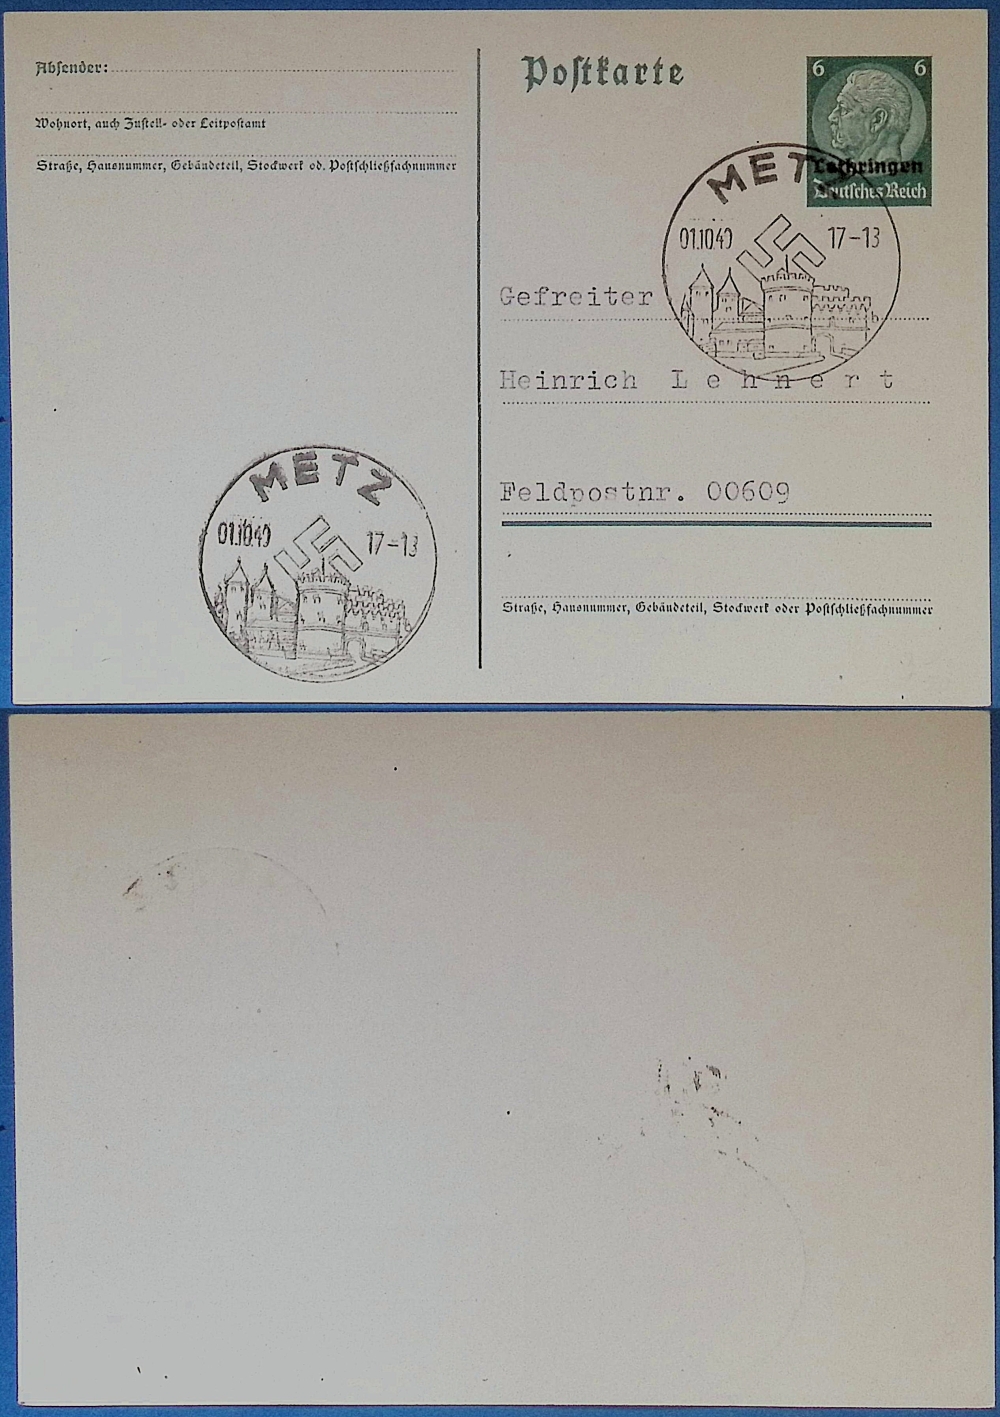 Absender:
Wohnort, auch Zustell- oder Leitpostamt
Straße, Hausnummer, Gebäudeteil, Stockwerk od. Postschließfachnummer
Postkarte
6 6
Lothringen
Deutsches Reich
METZ
01.10.40 17-13
Gefreiter
Heinrich Lehnert
Feldpostnr. 00609
Straße, Hausnummer, Gebäudeteil, Stockwerk oder Postschließfachnummer
METZ
01.10.40 17-13